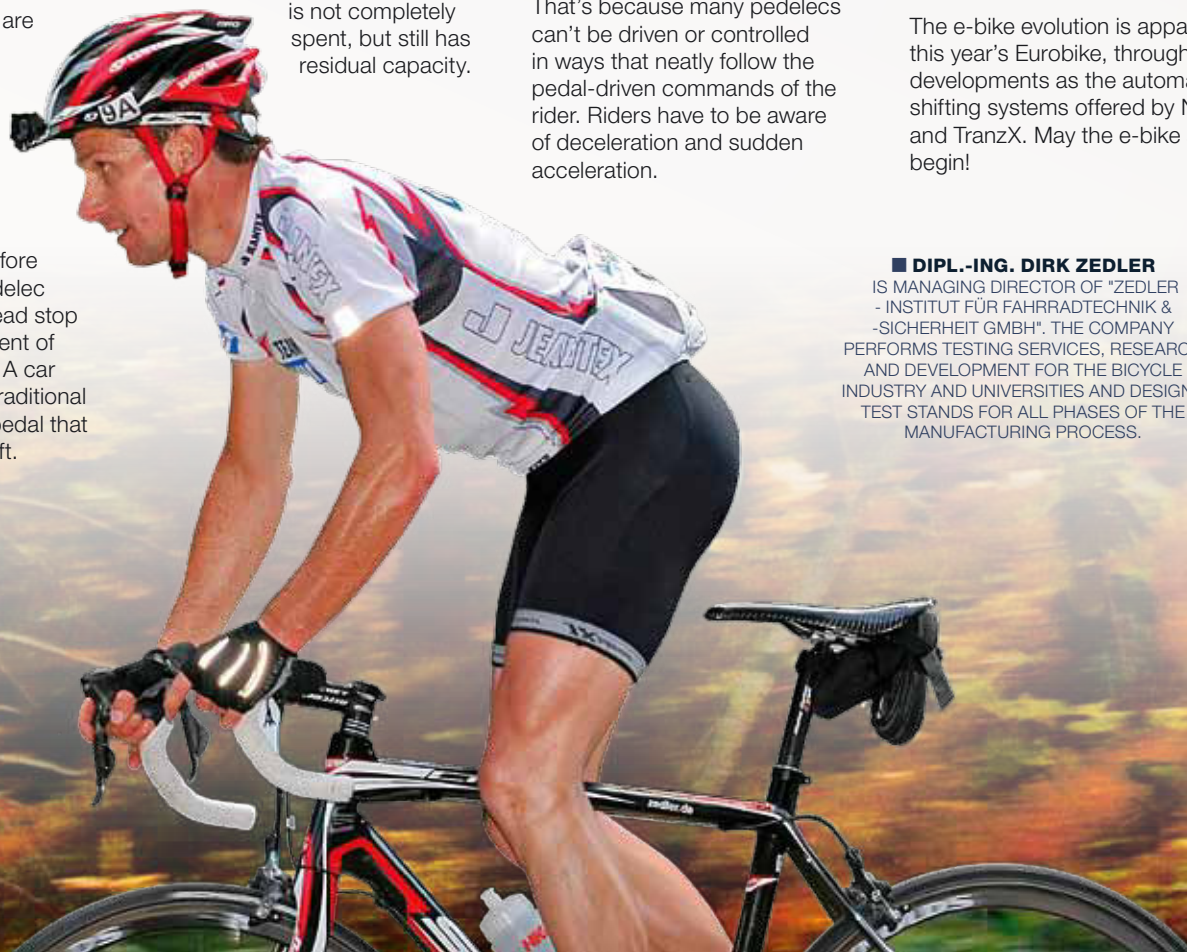 are
is not completely
spent, but still has
residual capacity.
fore
delec
ead stop
ent of
A car
raditional
pedal that
ft.
That's because many pedelecs
can't be driven or controlled
in ways that neatly follow the
pedal-driven commands of the
rider. Riders have to be aware
of deceleration and sudden
acceleration.
The e-bike evolution is appa
this year's Eurobike, through
developments as the automa
shifting systems offered by N
and TranzX. May the e-bike
begin!
■ DIPL.-ING. DIRK ZEDLER
IS MANAGING DIRECTOR OF "ZEDLER
- INSTITUT FÜR FAHRRADTECHNIK &
-SICHERHEIT GMBH". THE COMPANY
PERFORMS TESTING SERVICES, RESEARC
AND DEVELOPMENT FOR THE BICYCLE
INDUSTRY AND UNIVERSITIES AND DESIGN
TEST STANDS FOR ALL PHASES OF THE
MANUFACTURING PROCESS.
9A
TEAM
JEANTEX
zedler.de